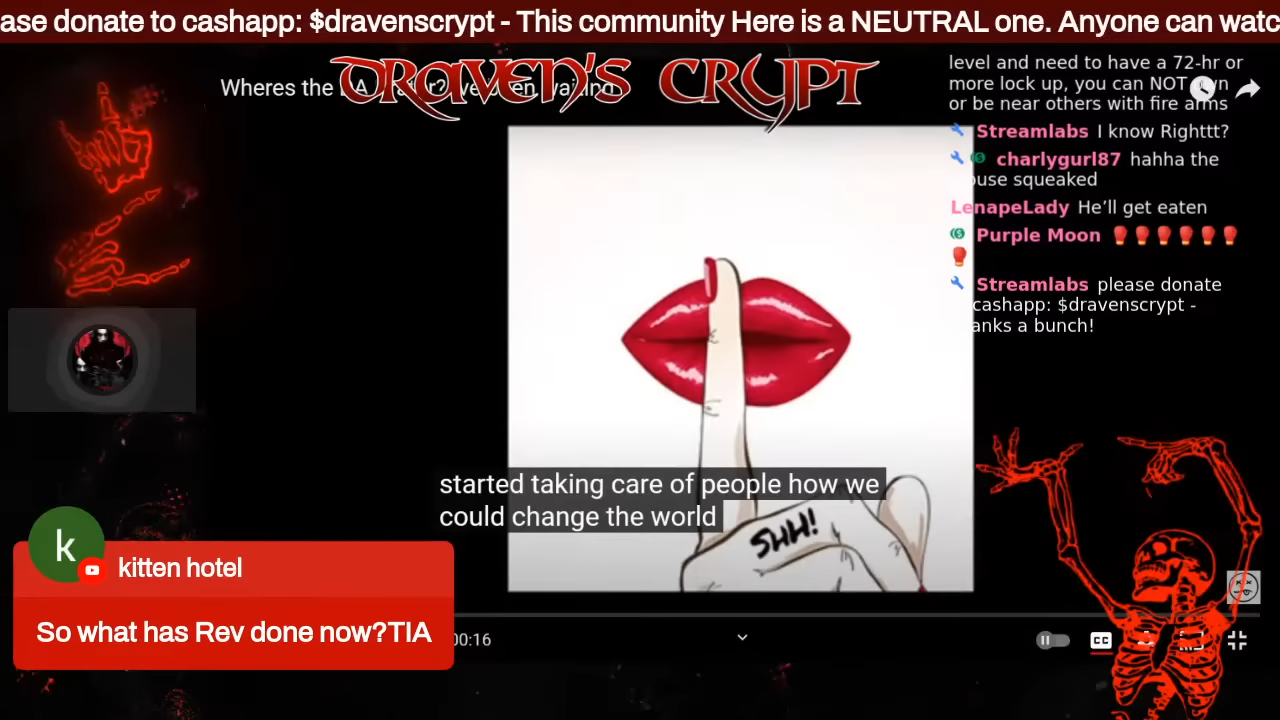 ase donate to cashapp: $dravenscrypt - This community Here is a NEUTRAL one. Anyone can watc
DRAVEN'S CRYPT
Wheres the
level and need to have a 72-hr or
more lock up, you can NOT own
or be near others with fire arms
Streamlabs I know Righttt?
charlygurl87 hahha the
ouse squeaked
LenapeLady He'll get eaten
Purple Moon
Streamlabs please donate
cashapp: $dravenscrypt -
anks a bunch!
started taking care of people how we
could change the world
SHH!
k
kitten hotel
So what has Rev done now?TIA
00:16
CC